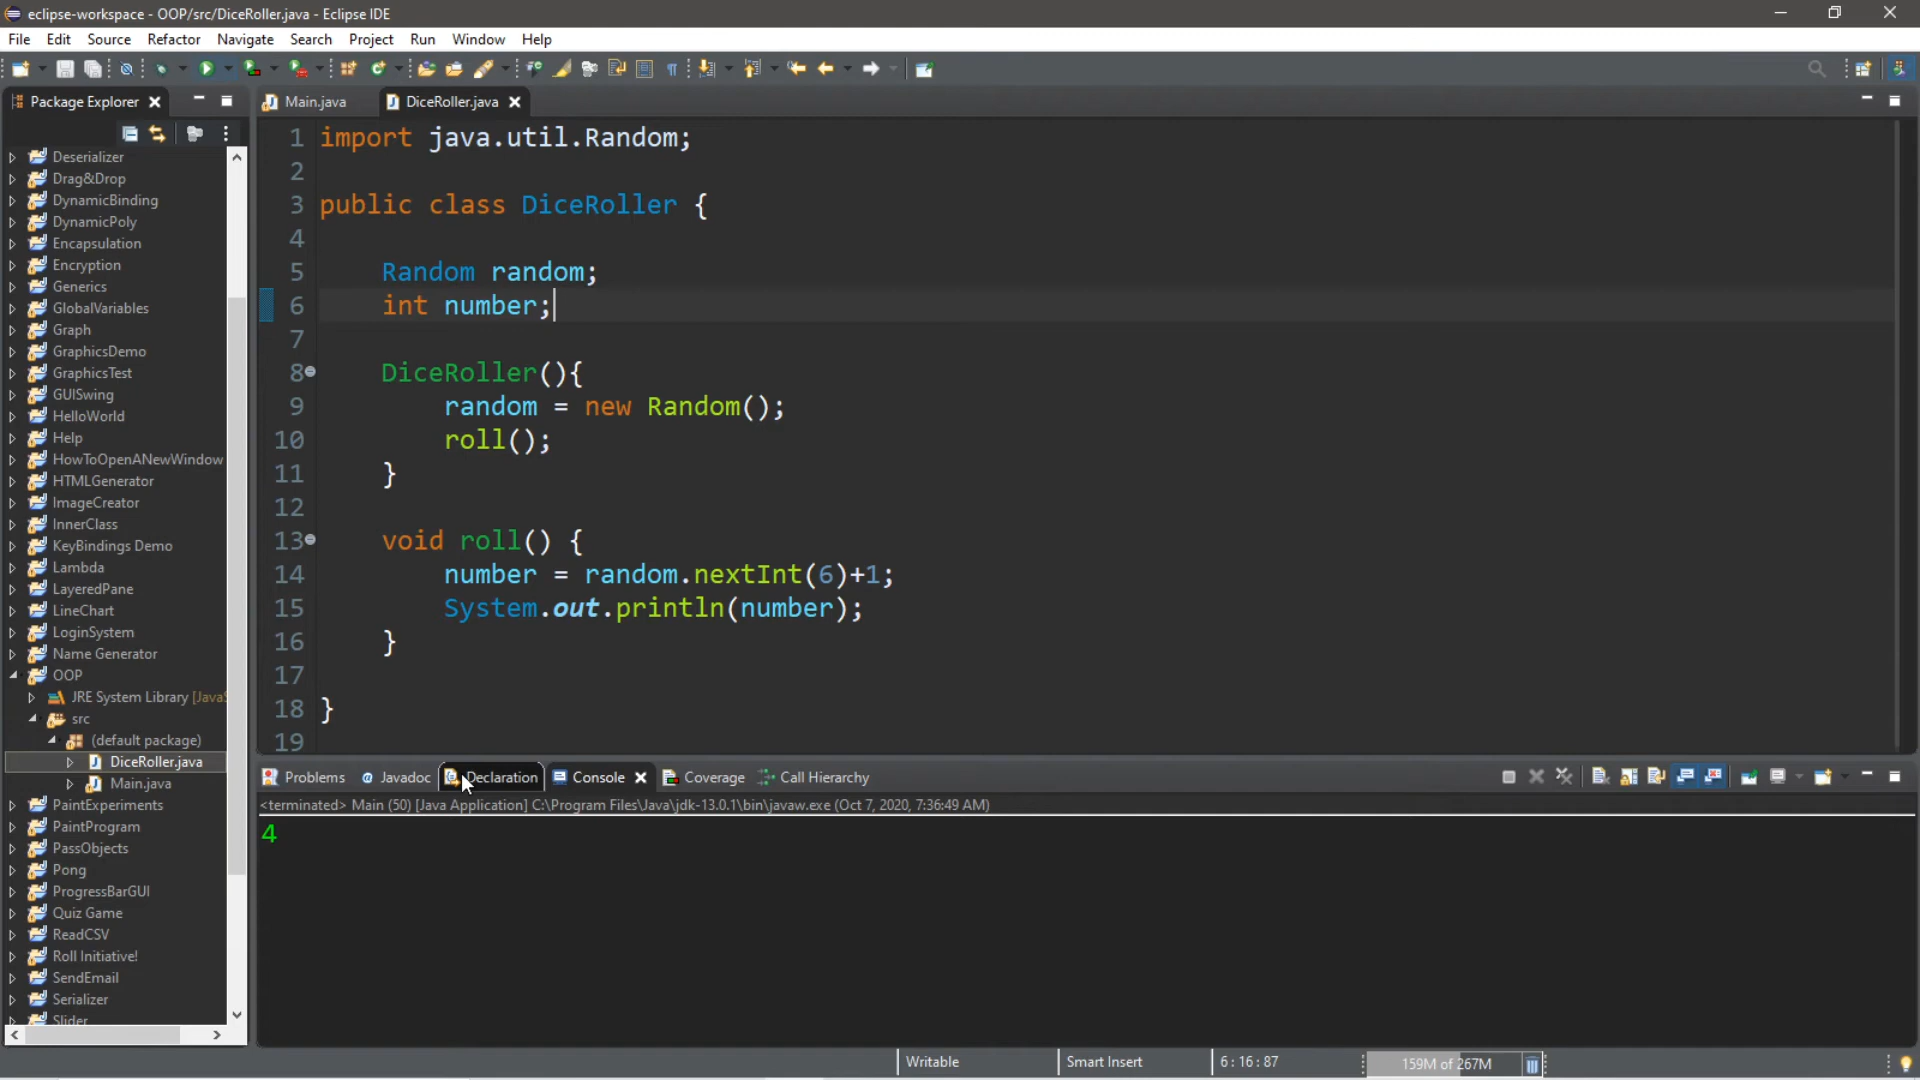 eclipse-workspace - OOP/src/DiceRoller.java - Eclipse IDE
File Edit Source Refactor Navigate Search Project Run Window Help
Package Explorer
Main.java DiceRoller.java
Deserializer
Drag&Drop
DynamicBinding
DynamicPoly
Encapsulation
Encryption
Generics
GlobalVariables
Graph
GraphicsDemo
GraphicsTest
GUISwing
HelloWorld
Help
HowToOpenANewWindow
HTMLGenerator
ImageCreator
InnerClass
KeyBindings Demo
Lambda
LayeredPane
LineChart
LoginSystem
Name Generator
OOP
JRE System Library [JavaS
src
(default package)
DiceRoller.java
Main.java
PaintExperiments
PaintProgram
PassObjects
Pong
ProgressBarGUI
Quiz Game
ReadCSV
Roll Initiative!
SendEmail
Serializer
Slider
1 import java.util.Random;
2
3 public class DiceRoller {
4
5 Random random;
6 int number;
7
8 DiceRoller(){
9 random = new Random();
10 roll();
11 }
12
13 void roll() {
14 number = random.nextInt(6)+1;
15 System.out.println(number);
16 }
17
18 }
19
Problems Javadoc Declaration Console Coverage Call Hierarchy
<terminated> Main (50) [Java Application] C:\Program Files\Java\jdk-13.0.1\bin\javaw.exe (Oct 7, 2020, 7:36:49 AM)
4
Writable Smart Insert 6 : 16 : 87 159M of 267M